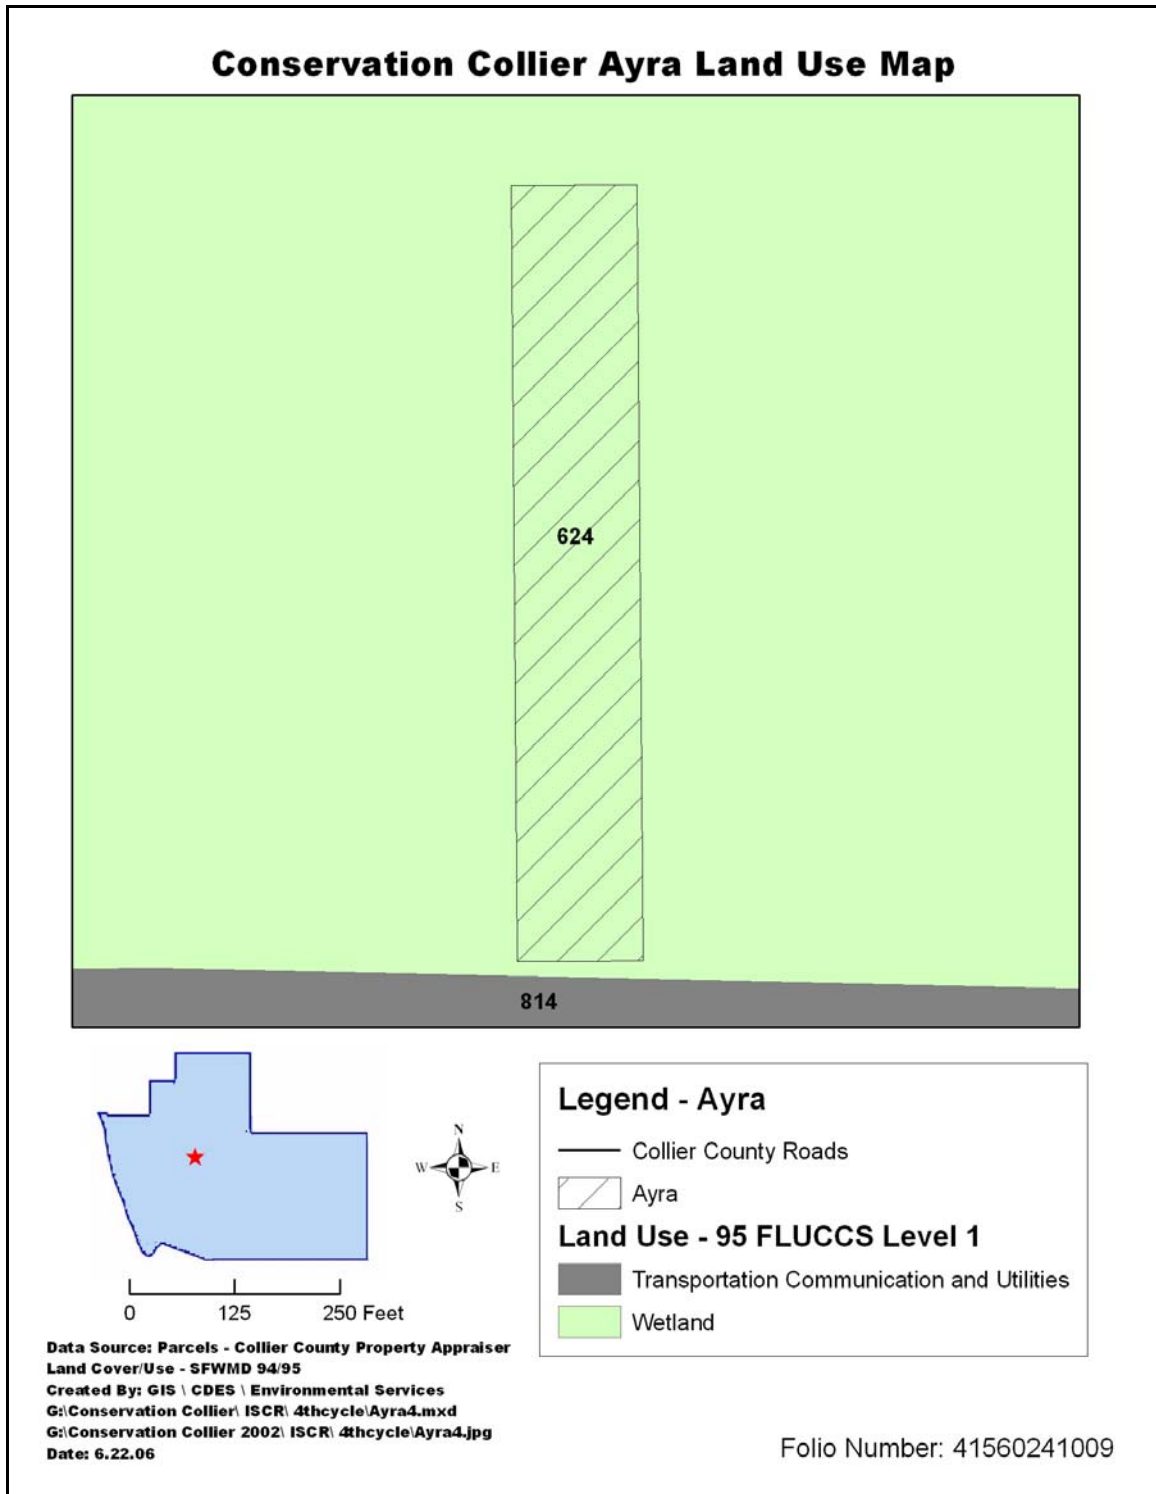 Conservation Collier Ayra Land Use Map
624
814
N
W E
S
0 125 250 Feet
Legend - Ayra
Collier County Roads
Ayra
Land Use - 95 FLUCCS Level 1
Transportation Communication and Utilities
Wetland
Data Source: Parcels - Collier County Property Appraiser
Land Cover/Use - SFWMD 94/95
Created By: GIS \ CDES \ Environmental Services
G:\Conservation Collier\ ISCR\ 4thcycle\Ayra4.mxd
G:\Conservation Collier 2002\ ISCR\ 4thcycle\Ayra4.jpg
Date: 6.22.06
Folio Number: 41560241009